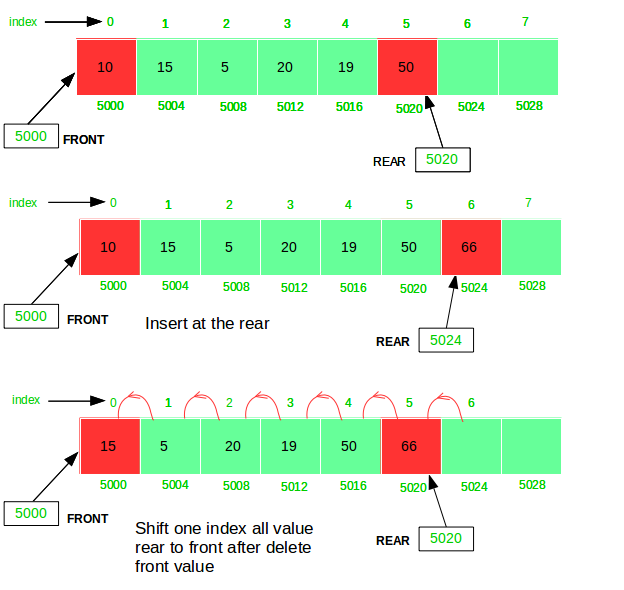 index 0 1 2 3 4 5 6 7
10 15 5 20 19 50
5000 5004 5008 5012 5016 5020 5024 5028
5000 FRONT
REAR 5020
index 0 1 2 3 4 5 6 7
10 15 5 20 19 50 66
5000 5004 5008 5012 5016 5020 5024 5028
5000 FRONT
Insert at the rear
REAR 5024
index 0 1 2 3 4 5 6
15 5 20 19 50 66
5000 5004 5008 5012 5016 5020 5024 5028
5000 FRONT
Shift one index all value
rear to front after delete
front value
REAR 5020